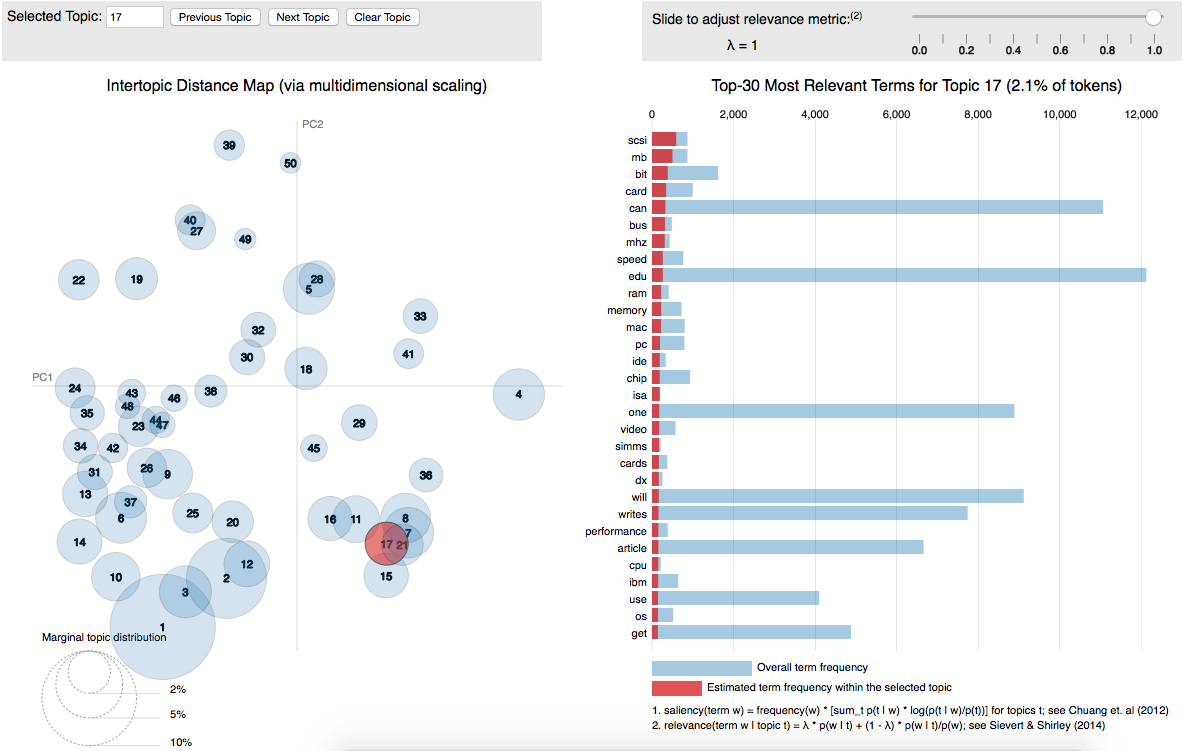 Selected Topic: 17 Previous Topic Next Topic Clear Topic
Slide to adjust relevance metric:(2)
λ = 1
0.0 0.2 0.4 0.6 0.8 1.0
Intertopic Distance Map (via multidimensional scaling)
PC2
PC1
39
50
40
27
49
22
19
28
5
33
32
30
41
18
24
43
46
38
4
48
35
44
47
23
29
34
42
45
31
26
9
36
13
37
6
25
20
16
11
8
7
14
17
21
12
10
2
15
3
1
Marginal topic distribution
2%
5%
10%
Top-30 Most Relevant Terms for Topic 17 (2.1% of tokens)
0 2,000 4,000 6,000 8,000 10,000 12,000
scsi
mb
bit
card
can
bus
mhz
speed
edu
ram
memory
mac
pc
ide
chip
isa
one
video
simms
cards
dx
will
writes
performance
article
cpu
ibm
use
os
get
Overall term frequency
Estimated term frequency within the selected topic
1. saliency(term w) = frequency(w) * [sum_t p(t | w) * log(p(t | w)/p(t))] for topics t; see Chuang et. al (2012)
2. relevance(term w | topic t) = λ * p(w | t) + (1 - λ) * p(w | t)/p(w); see Sievert & Shirley (2014)